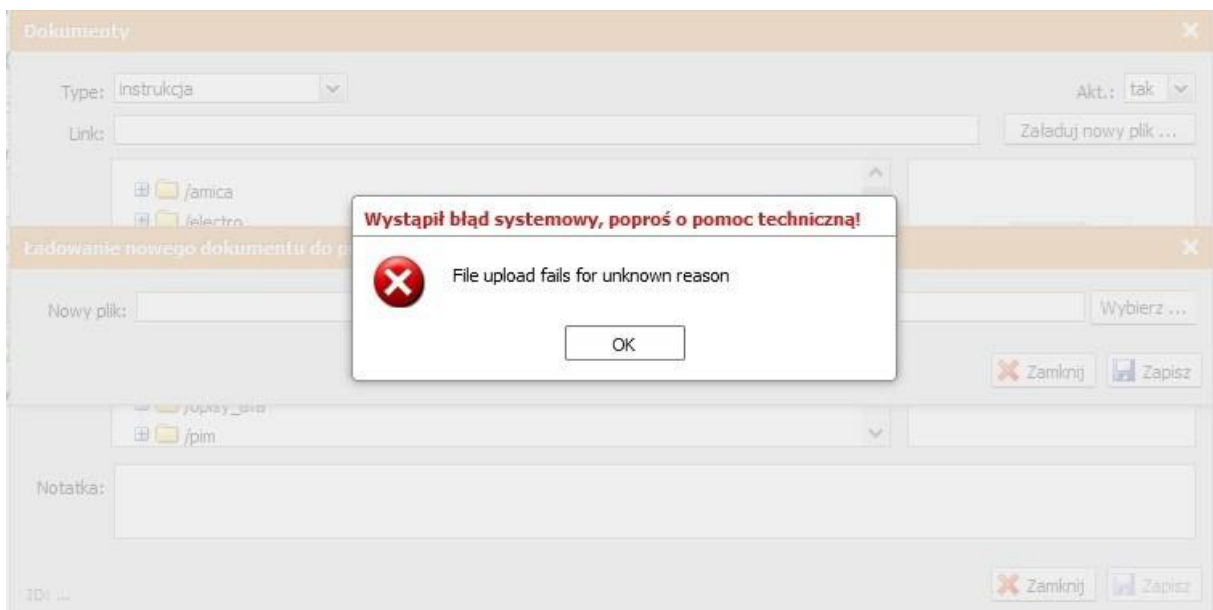 Dokumenty
Type: instrukcja
Akt.: tak
Link:
Załaduj nowy plik ...
/amica
/electro
Wystąpił błąd systemowy, poproś o pomoc techniczną!
Ładowanie nowego dokumentu do
File upload fails for unknown reason
Nowy plik:
Wybierz ...
OK
Zamknij
Zapisz
/pim
Notatka:
ID: ...
Zamknij
Zapisz